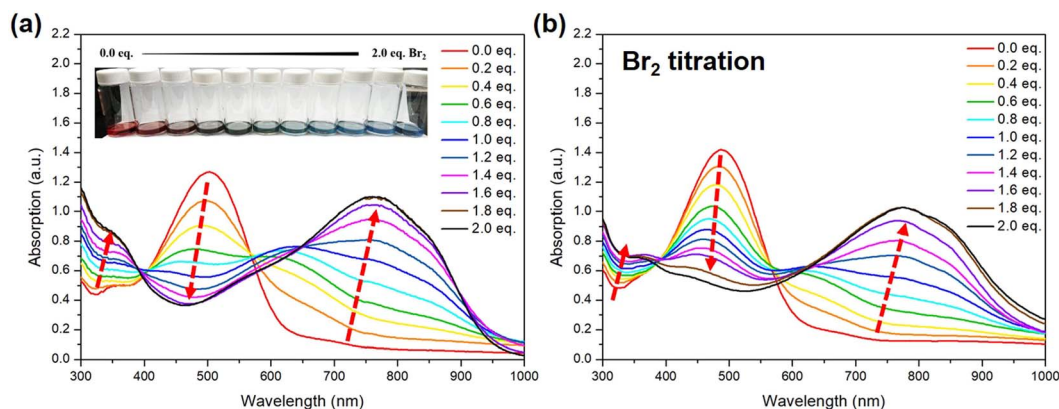 (a)
2.2
2.0
1.8
1.6
1.4
1.2
1.0
0.8
0.6
0.4
0.2
0.0
Absorption (a.u.)
0.0 eq.
2.0 eq. Br₂
0.0 eq.
0.2 eq.
0.4 eq.
0.6 eq.
0.8 eq.
1.0 eq.
1.2 eq.
1.4 eq.
1.6 eq.
1.8 eq.
2.0 eq.
300 400 500 600 700 800 900 1000
Wavelength (nm)
(b)
2.2
2.0
1.8
1.6
1.4
1.2
1.0
0.8
0.6
0.4
0.2
0.0
Absorption (a.u.)
Br₂ titration
0.0 eq.
0.2 eq.
0.4 eq.
0.6 eq.
0.8 eq.
1.0 eq.
1.2 eq.
1.4 eq.
1.6 eq.
1.8 eq.
2.0 eq.
300 400 500 600 700 800 900 1000
Wavelength (nm)